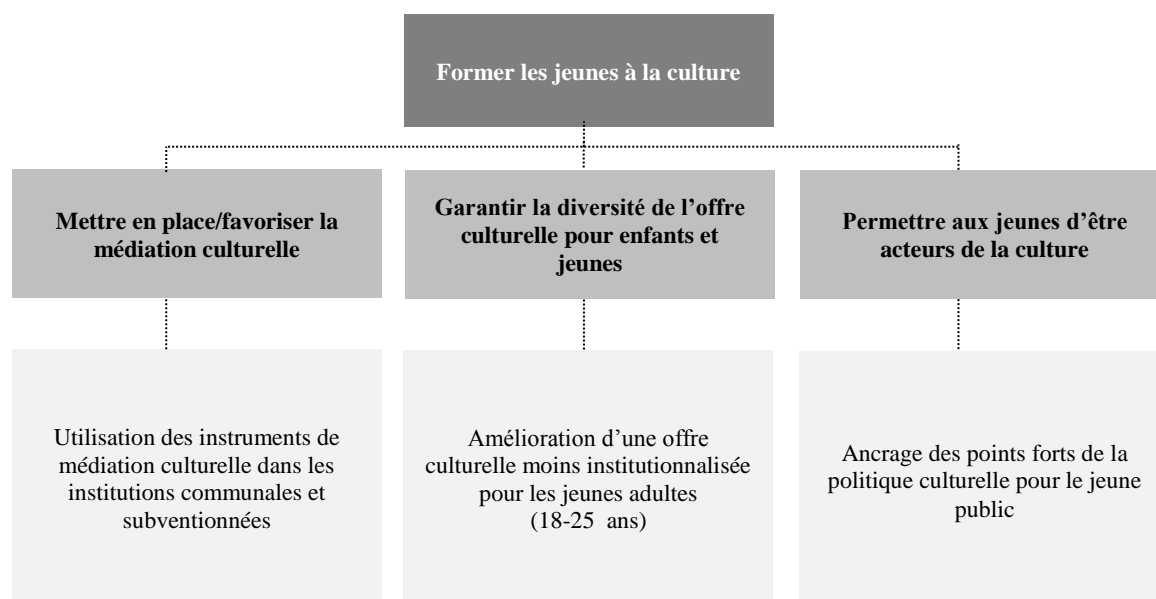 Former les jeunes à la culture
Mettre en place/favoriser la
médiation culturelle
Garantir la diversité de l’offre
culturelle pour enfants et
jeunes
Permettre aux jeunes d’être
acteurs de la culture
Utilisation des instruments de
médiation culturelle dans les
institutions communales et
subventionnées
Amélioration d’une offre
culturelle moins institutionnalisée
pour les jeunes adultes
(18-25 ans)
Ancrage des points forts de la
politique culturelle pour le jeune
public